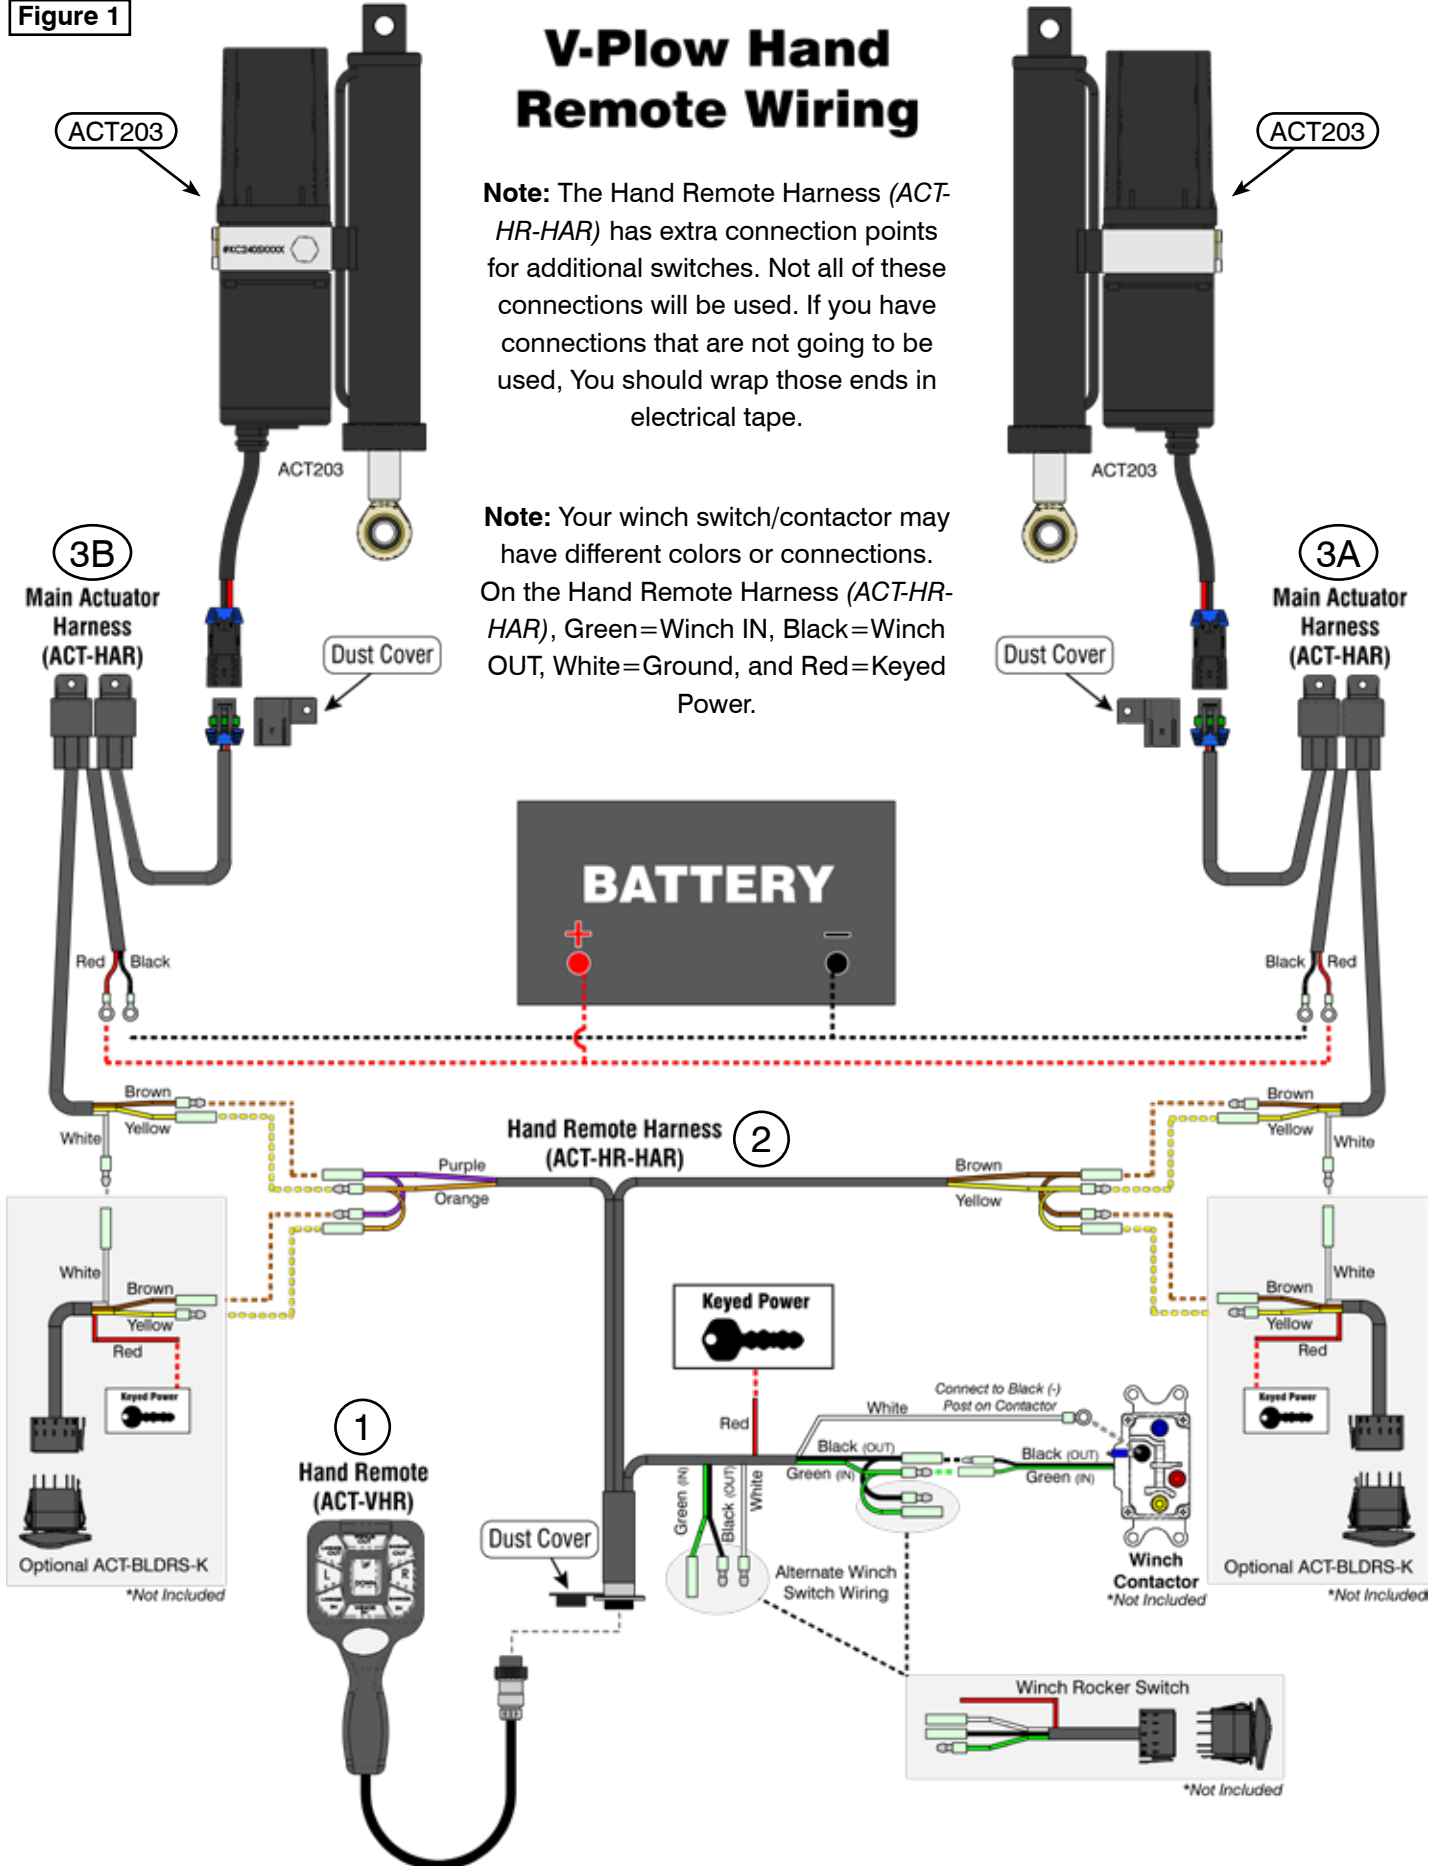 Figure 1
V-Plow Hand
Remote Wiring
ACT203
ACT203
Note: The Hand Remote Harness (ACT-
HR-HAR) has extra connection points
for additional switches. Not all of these
connections will be used. If you have
connections that are not going to be
used, You should wrap those ends in
electrical tape.
ACT203
ACT203
Note: Your winch switch/contactor may
have different colors or connections.
On the Hand Remote Harness (ACT-HR-
HAR), Green=Winch IN, Black=Winch
OUT, White=Ground, and Red=Keyed
Power.
3B
Main Actuator
Harness
(ACT-HAR)
Dust Cover
3A
Main Actuator
Harness
(ACT-HAR)
Dust Cover
BATTERY
+
−
Red
Black
Black
Red
Brown
Yellow
White
Brown
Yellow
White
Hand Remote Harness
(ACT-HR-HAR)
2
Purple
Orange
Brown
Yellow
White
Brown
Yellow
Red
Keyed Power
Optional ACT-BLDRS-K
*Not Included
White
Brown
Yellow
Red
Keyed Power
Optional ACT-BLDRS-K
*Not Included
Keyed Power
Red
White
Connect to Black (-)
Post on Contactor
Black (OUT)
Green (IN)
Black (OUT)
Green (IN)
Green (IN)
Black (OUT)
White
Winch
Contactor
*Not Included
Alternate Winch
Switch Wiring
1
Hand Remote
(ACT-VHR)
L
UP
DOWN
R
Dust Cover
Winch Rocker Switch
*Not Included